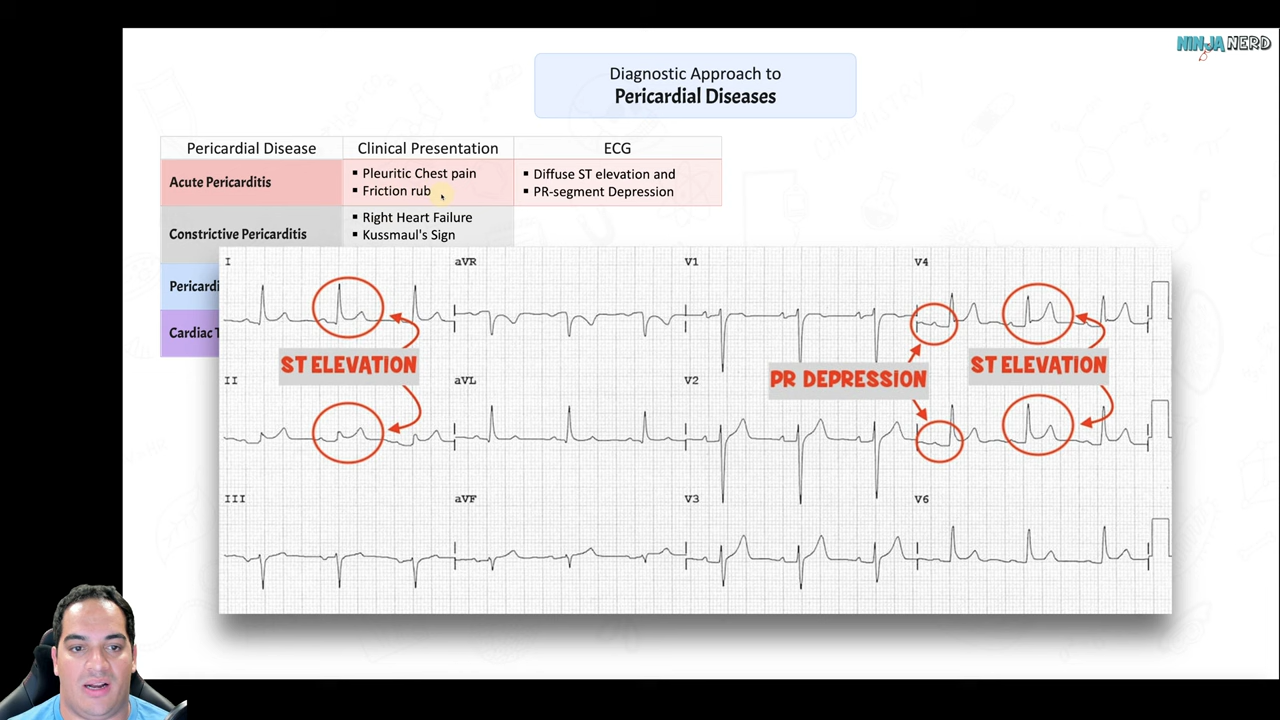 NINJA NERD
Diagnostic Approach to
Pericardial Diseases
Pericardial Disease Clinical Presentation ECG
Acute Pericarditis
▪ Pleuritic Chest pain
▪ Friction rub
▪ Diffuse ST elevation and
▪ PR-segment Depression
Constrictive Pericarditis
▪ Right Heart Failure
▪ Kussmaul's Sign
Pericardi
Cardiac T
I aVR V1 V4
ST ELEVATION
PR DEPRESSION
ST ELEVATION
II aVL V2
III aVF V3 V6